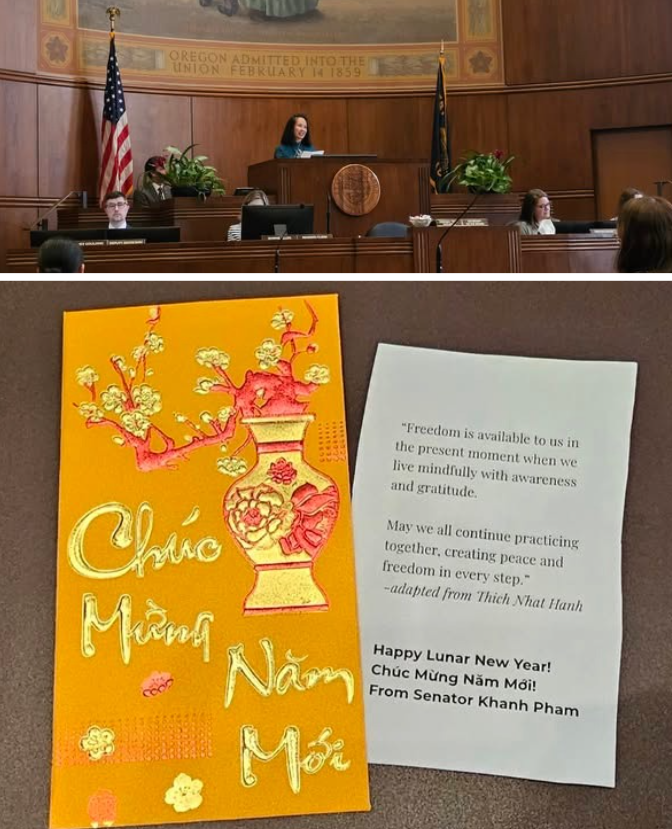 OREGON ADMITTED INTO THE
UNION FEBRUARY 14 1859
Chúc
Mừng
Năm
Mới
"Freedom is available to us in
the present moment when we
live mindfully with awareness
and gratitude.
May we all continue practicing
together, creating peace and
freedom in every step."
-adapted from Thich Nhat Hanh
Happy Lunar New Year!
Chúc Mừng Năm Mới!
From Senator Khanh Pham